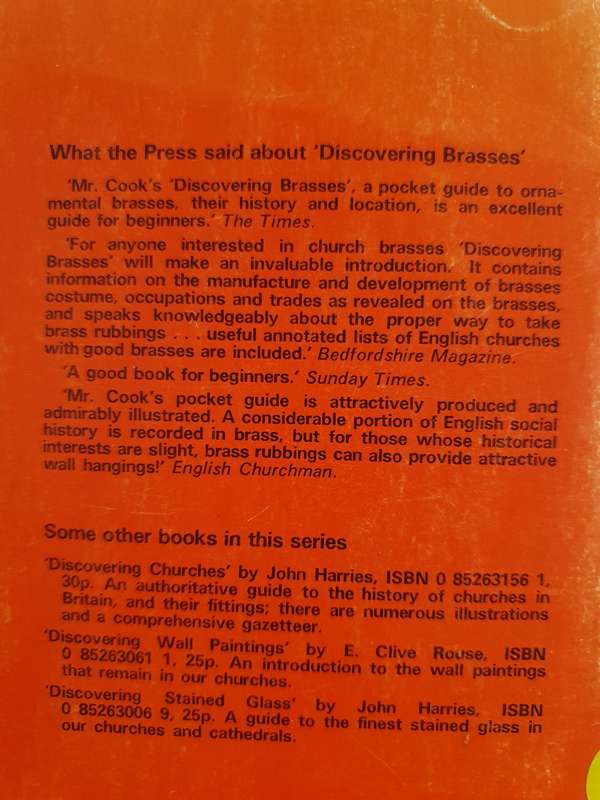 What the Press said about 'Discovering Brasses'
'Mr. Cook's 'Discovering Brasses', a pocket guide to orna-
mental brasses, their history and location, is an excellent
guide for beginners.' The Times.
'For anyone interested in church brasses 'Discovering
Brasses' will make an invaluable introduction. It contains
information on the manufacture and development of brasses
costume, occupations and trades as revealed on the brasses,
and speaks knowledgeably about the proper way to take
brass rubbings . . . useful annotated lists of English churches
with good brasses are included.' Bedfordshire Magazine.
'A good book for beginners.' Sunday Times.
'Mr. Cook's pocket guide is attractively produced and
admirably illustrated. A considerable portion of English social
history is recorded in brass, but for those whose historical
interests are slight, brass rubbings can also provide attractive
wall hangings!' English Churchman.
Some other books in this series
'Discovering Churches' by John Harries, ISBN 0 85263156 1,
30p. An authoritative guide to the history of churches in
Britain, and their fittings; there are numerous illustrations
and a comprehensive gazetteer.
'Discovering Wall Paintings' by E. Clive Rouse, ISBN
0 85263061 1, 25p. An introduction to the wall paintings
that remain in our churches.
'Discovering Stained Glass' by John Harries, ISBN
0 85263006 9, 25p. A guide to the finest stained glass in
our churches and cathedrals.